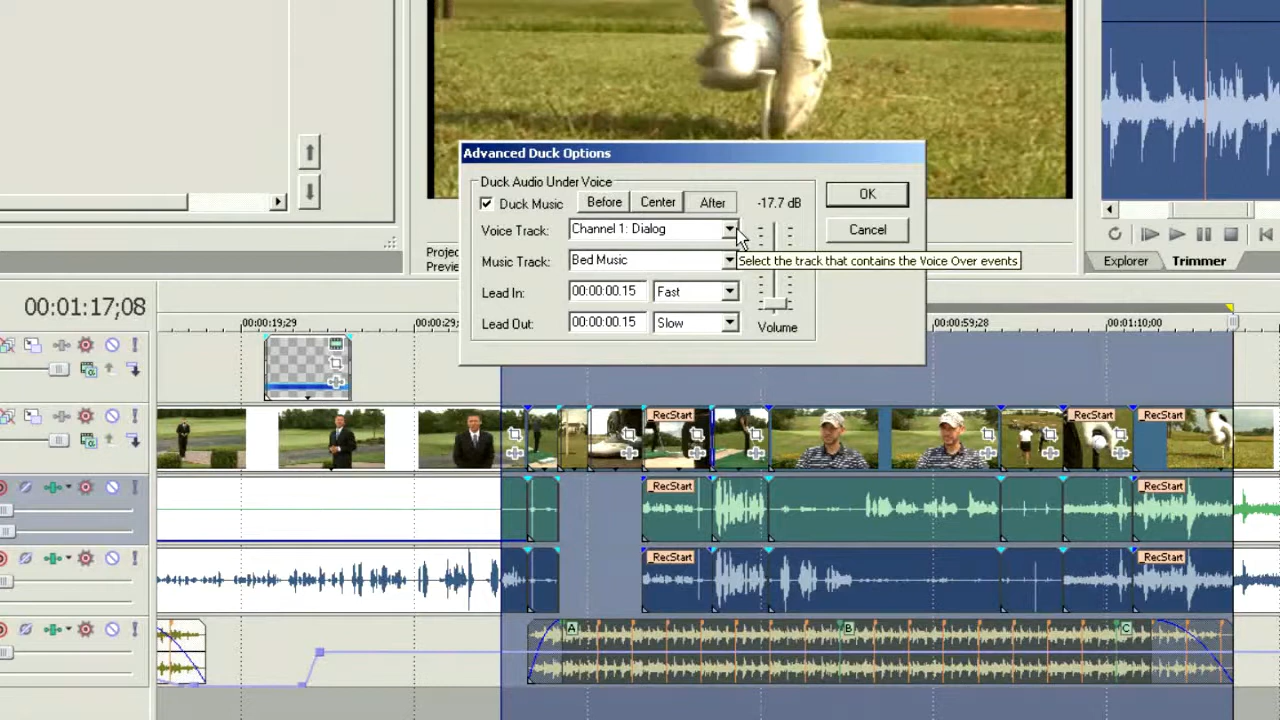 Advanced Duck Options
Duck Audio Under Voice
Duck Music Before Center After -17.7 dB OK
Voice Track: Channel 1: Dialog Cancel
Music Track: Bed Music Select the track that contains the Voice Over events
Lead In: 00:00:00.15 Fast
Lead Out: 00:00:00.15 Slow Volume
Projec
Preview
Explorer Trimmer
00:01:17;08
00:00:19;29 00:00:29; 00:00:59;28 00:01:10;00
RecStart RecStart RecStart
RecStart RecStart
RecStart RecStart
A B C